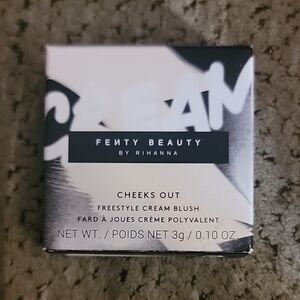 CREAM
FENTY BEAUTY
BY RIHANNA
CHEEKS OUT
FREESTYLE CREAM BLUSH
FARD À JOUES CRÈME POLYVALENT
NET WT. / POIDS NET 3g / 0.10 OZ